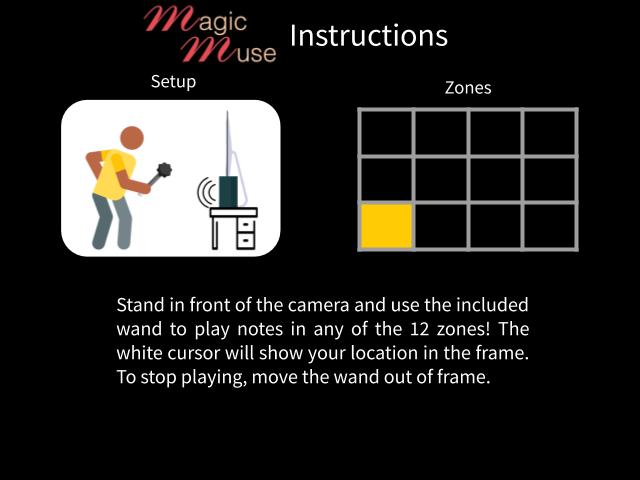 Magic
Muse
Instructions
Setup
Zones
Stand in front of the camera and use the included
wand to play notes in any of the 12 zones! The
white cursor will show your location in the frame.
To stop playing, move the wand out of frame.